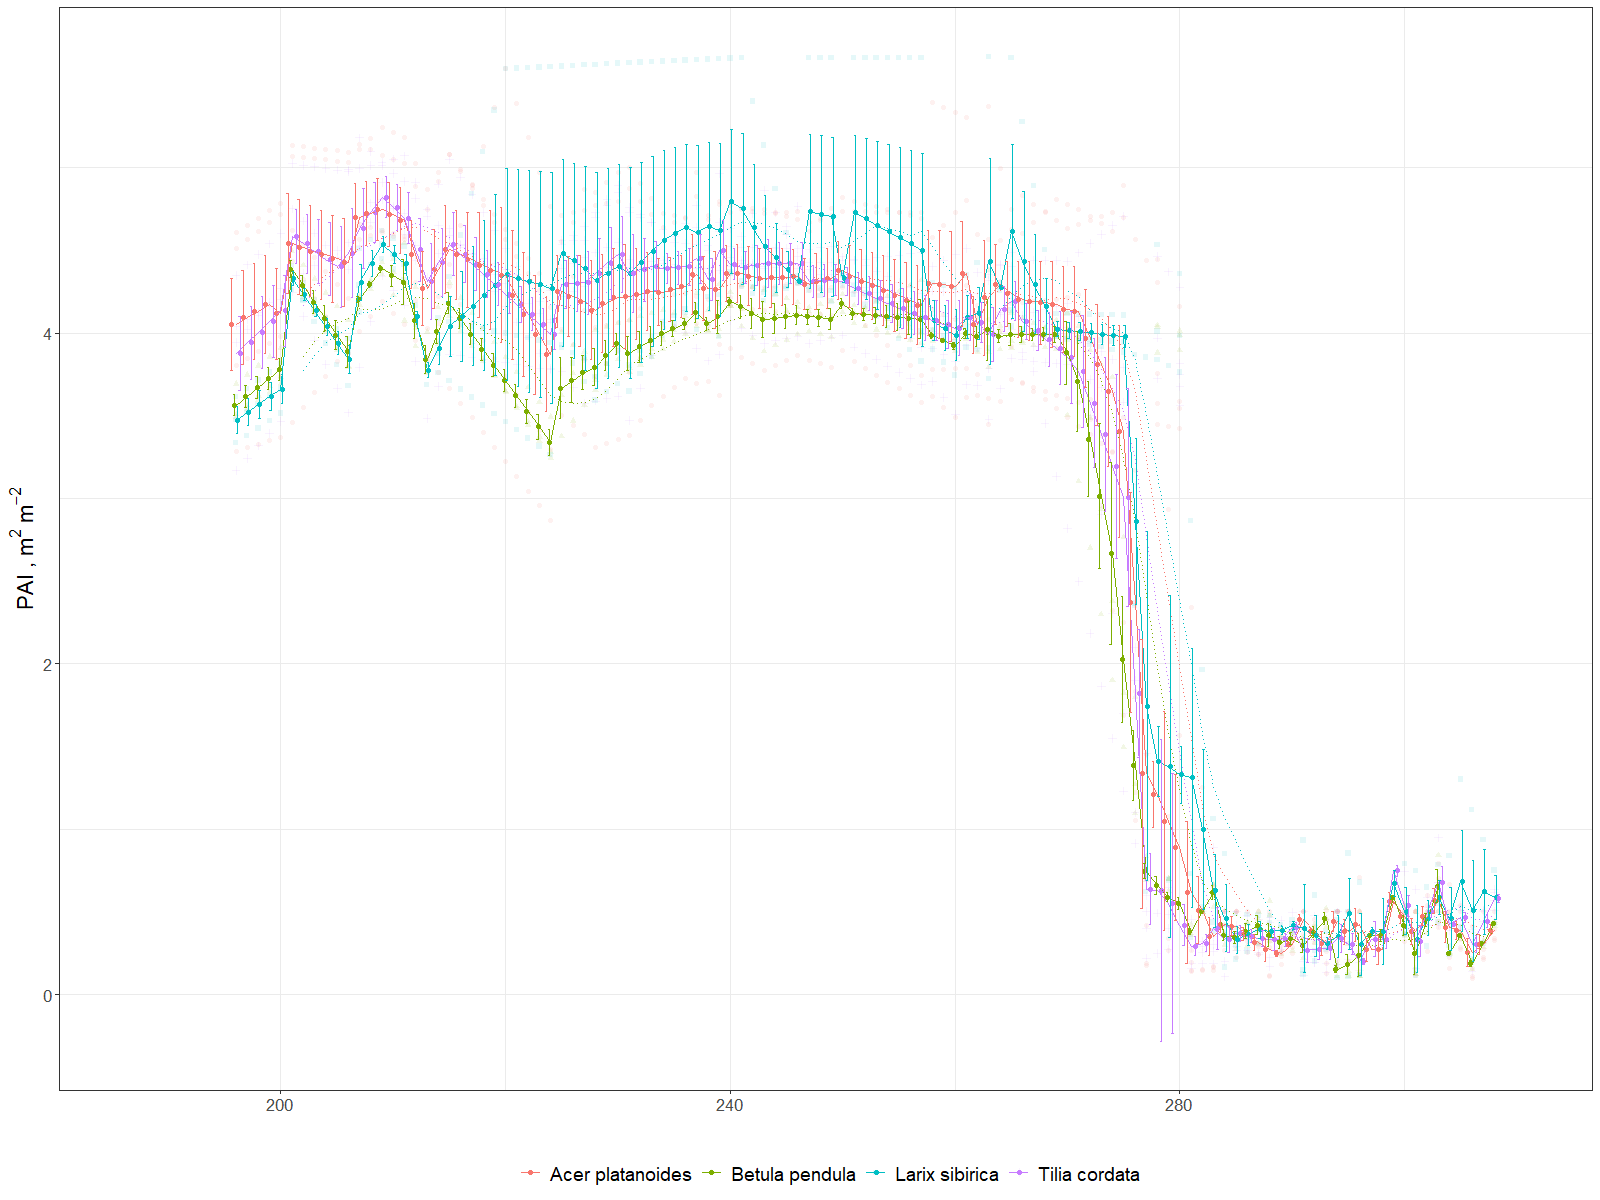 PAI , m² m⁻²
4
2
0
200 240 280
Acer platanoides Betula pendula Larix sibirica Tilia cordata